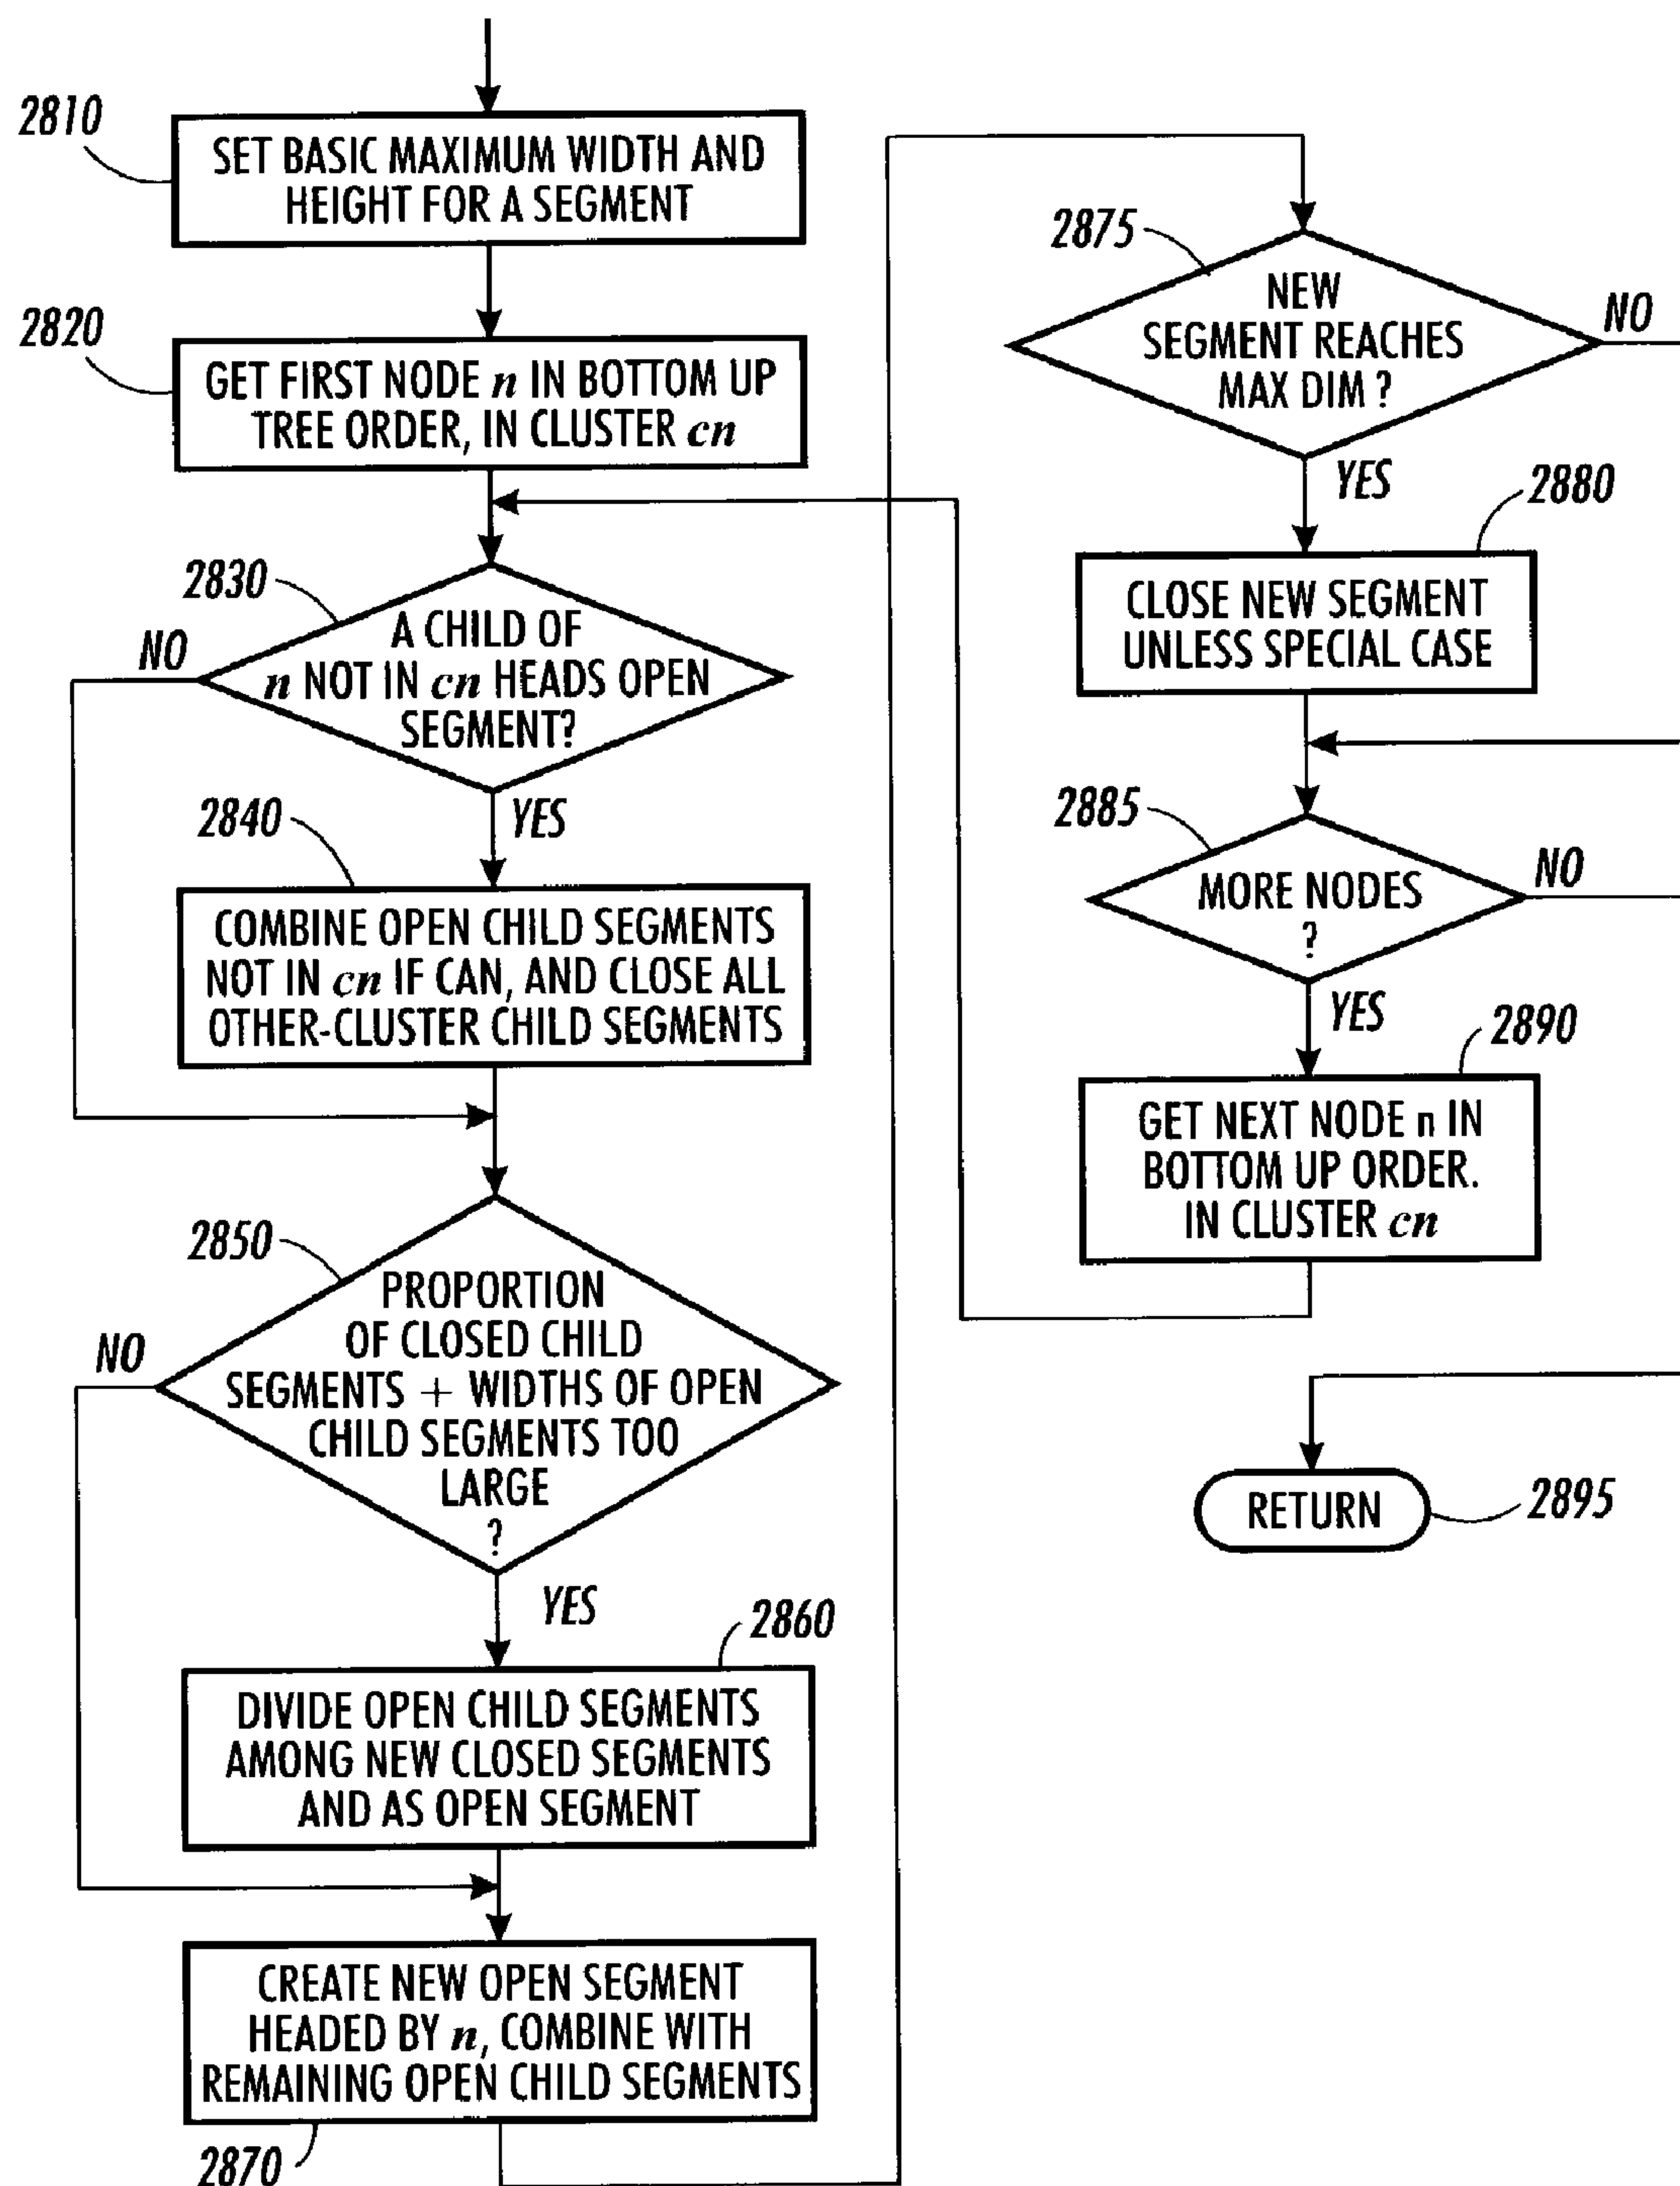 2810
SET BASIC MAXIMUM WIDTH AND
HEIGHT FOR A SEGMENT
2820
GET FIRST NODE n IN BOTTOM UP
TREE ORDER, IN CLUSTER cn
2830
A CHILD OF
n NOT IN cn HEADS OPEN
SEGMENT?
NO
YES
2840
COMBINE OPEN CHILD SEGMENTS
NOT IN cn IF CAN, AND CLOSE ALL
OTHER-CLUSTER CHILD SEGMENTS
2850
PROPORTION
OF CLOSED CHILD
SEGMENTS + WIDTHS OF OPEN
CHILD SEGMENTS TOO
LARGE
?
NO
YES
2860
DIVIDE OPEN CHILD SEGMENTS
AMONG NEW CLOSED SEGMENTS
AND AS OPEN SEGMENT
CREATE NEW OPEN SEGMENT
HEADED BY n, COMBINE WITH
REMAINING OPEN CHILD SEGMENTS
2870
2875
NEW
SEGMENT REACHES
MAX DIM ?
NO
YES
2880
CLOSE NEW SEGMENT
UNLESS SPECIAL CASE
2885
MORE NODES
?
NO
YES
2890
GET NEXT NODE n IN
BOTTOM UP ORDER.
IN CLUSTER cn
RETURN
2895